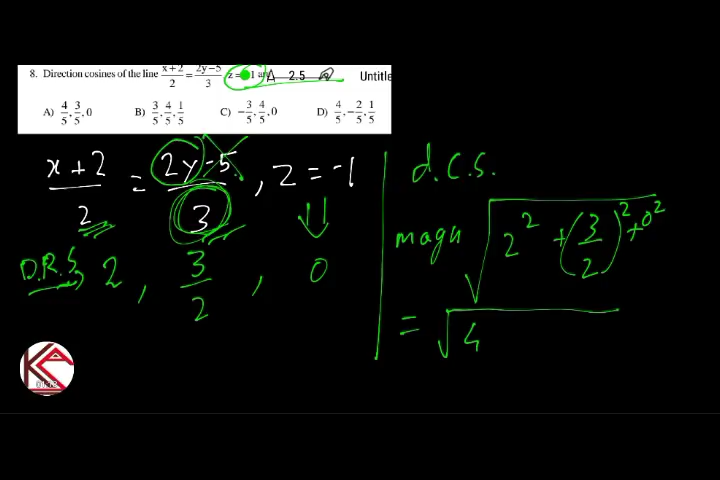 8. Direction cosines of the line (x+2)/2 = (2y−5)/3, z = −1 are A 2.5 Untitle
A) 4/5, 3/5, 0 B) 3/5, 4/5, 1/5 C) −3/5, 4/5, 0 D) 4/5, −2/5, 1/5
(x+2)/2 = (2y−5)/3, z = −1
D.R.S, 2, 3/2, 0
d.c.s.
magn √(2² + (3/2)² + 0²)
= √4